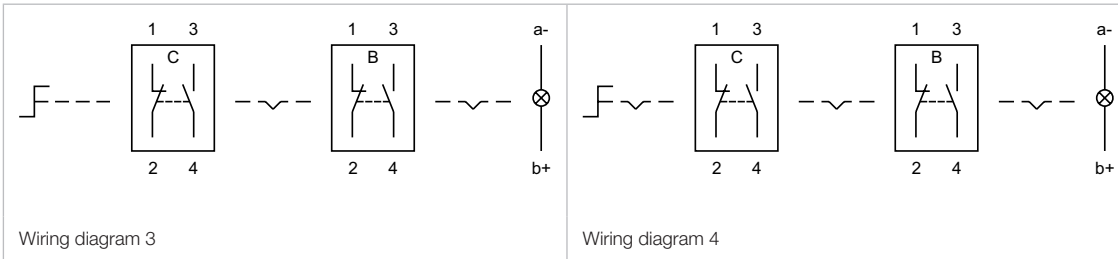 1 3 1 3 a- 1 3 1 3 a-
C B C B
2 4 2 4 b+ 2 4 2 4 b+
Wiring diagram 3 Wiring diagram 4